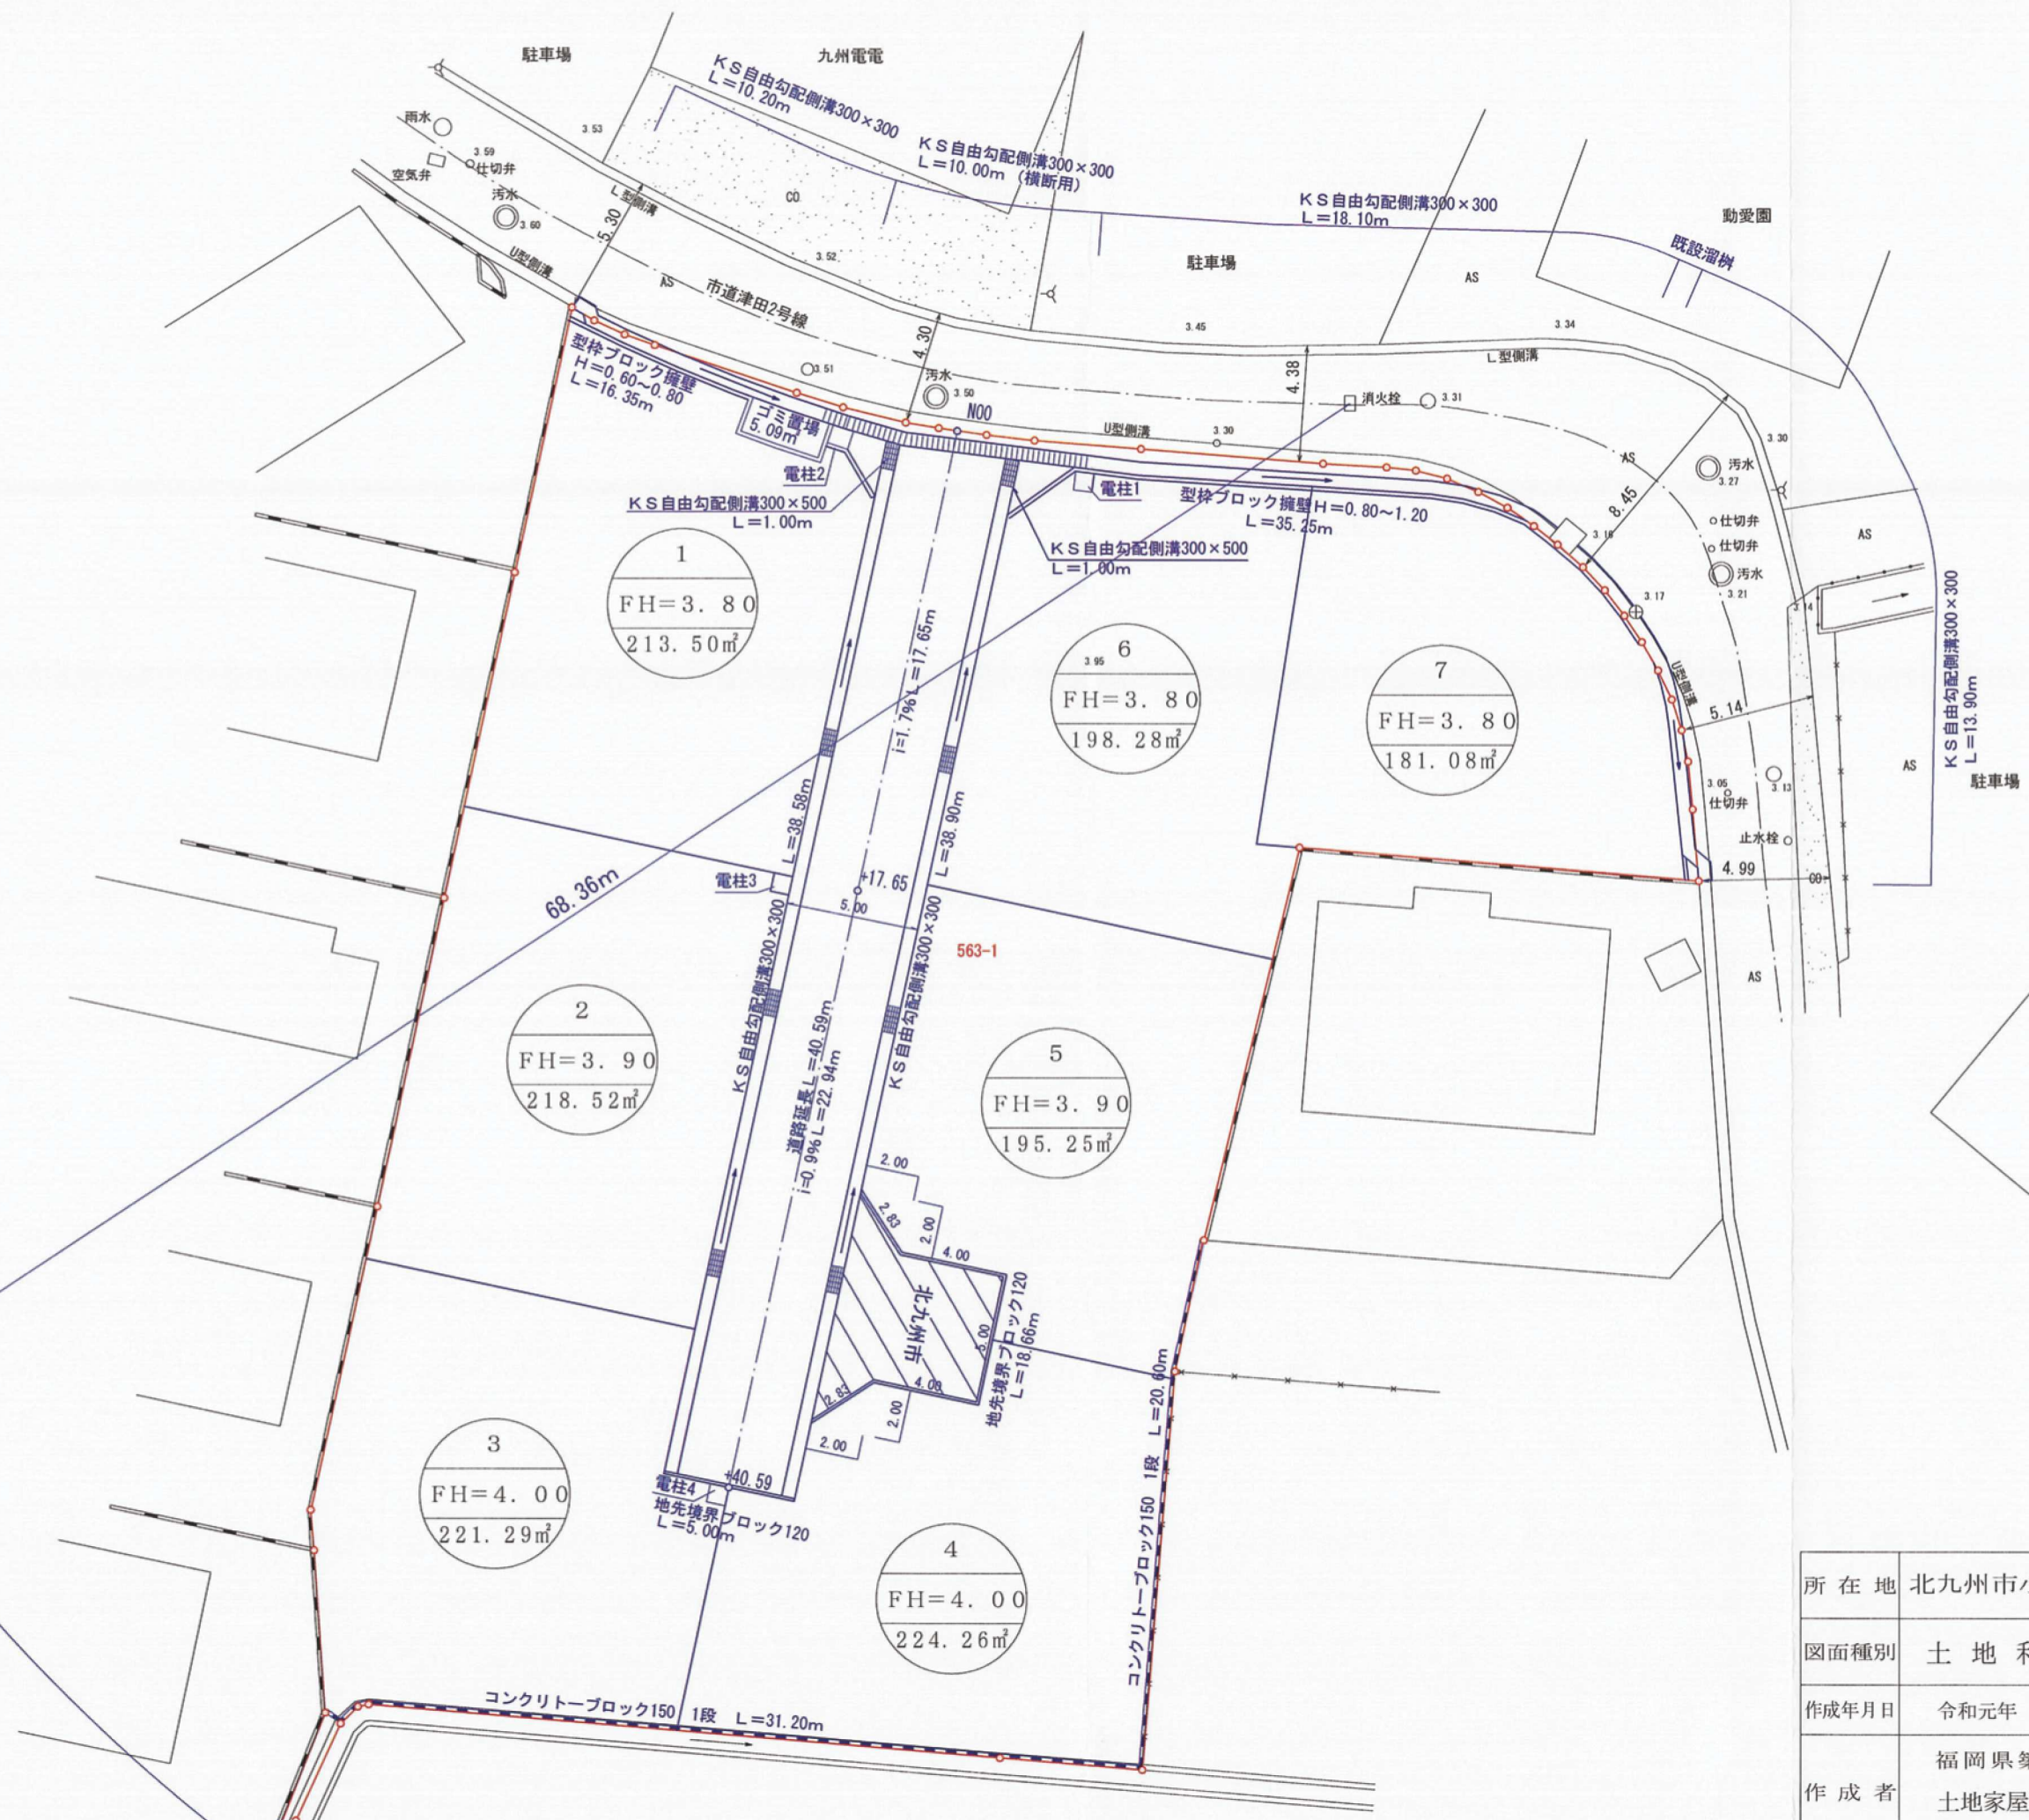 駐車場
九州電電
KS自由勾配側溝300×300
L=10.20m
KS自由勾配側溝300×300
L=10.00m (横断用)
KS自由勾配側溝300×300
L=18.10m
動愛園
既設溜桝
雨水
3.53
3.59
仕切弁
空気弁
汚水
3.60
L型側溝
5.30
CO
3.52
駐車場
AS
U型側溝
AS
市道津田2号線
3.45
3.34
L型側溝
型枠ブロック擁壁
H=0.60~0.80
L=16.35m
3.51
4.30
汚水
3.50
NOO
4.38
消火栓
3.31
U型側溝
3.30
3.30
ゴミ置場
5.09㎡
電柱2
電柱1
型枠ブロック擁壁H=0.80~1.20
L=35.25m
AS
8.45
汚水
3.27
仕切弁
仕切弁
汚水
3.21
AS
KS自由勾配側溝300×500
L=1.00m
KS自由勾配側溝300×500
L=1.00m
3.17
3.14
1
FH=3.80
213.50㎡
i=1.7% L=17.65m
6
3.95
FH=3.80
198.28㎡
7
FH=3.80
181.08㎡
U型側溝
5.14
KS自由勾配側溝300×300
L=13.90m
AS
駐車場
3.05
仕切弁
3.13
止水栓
4.99
L=38.58m
L=38.90m
電柱3
+17.65
5.00
68.36m
563-1
AS
KS自由勾配側溝300×300
KS自由勾配側溝300×300
2
FH=3.90
218.52㎡
道路延長L=40.59m
i=0.9% L=22.94m
5
FH=3.90
195.25㎡
2.00
2.83
2.00
4.00
北九州市
5.00
地先境界ブロック120
L=18.66m
2.83
4.00
2.00
2.00
コンクリートーブロック150 1段 L=20.60m
3
FH=4.00
221.29㎡
電柱4
+40.59
地先境界ブロック120
L=5.00m
4
FH=4.00
224.26㎡
コンクリトーブロック150 1段 L=31.20m
所在地 北九州市
図面種別 土地
作成年月日 令和元年
作成者 福岡県
土地家屋